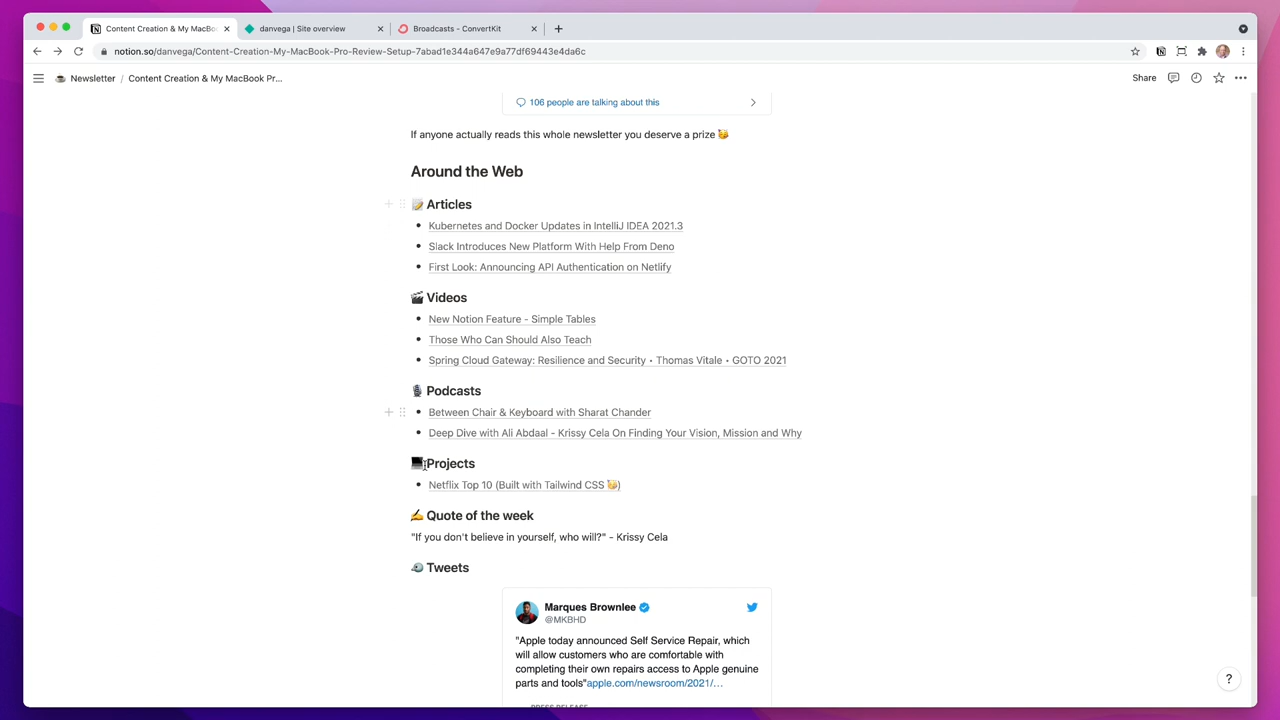 Content Creation & My MacBo
danvega | Site overview
Broadcasts - ConvertKit
notion.so/danvega/Content-Creation-My-MacBook-Pro-Review-Setup-7abad1e344a647e9a77df69443e4da6c
Newsletter / Content Creation & My MacBook Pr...
Share
106 people are talking about this
If anyone actually reads this whole newsletter you deserve a prize 🥳
Around the Web
📝 Articles
• Kubernetes and Docker Updates in IntelliJ IDEA 2021.3
• Slack Introduces New Platform With Help From Deno
• First Look: Announcing API Authentication on Netlify
🎬 Videos
• New Notion Feature - Simple Tables
• Those Who Can Should Also Teach
• Spring Cloud Gateway: Resilience and Security • Thomas Vitale • GOTO 2021
🎙 Podcasts
• Between Chair & Keyboard with Sharat Chander
• Deep Dive with Ali Abdaal - Krissy Cela On Finding Your Vision, Mission and Why
💻 Projects
• Netflix Top 10 (Built with Tailwind CSS 🥳)
✍️ Quote of the week
"If you don't believe in yourself, who will?" - Krissy Cela
🐦 Tweets
Marques Brownlee
@MKBHD
"Apple today announced Self Service Repair, which
will allow customers who are comfortable with
completing their own repairs access to Apple genuine
parts and tools"apple.com/newsroom/2021/...
PRESS RELEASE
?